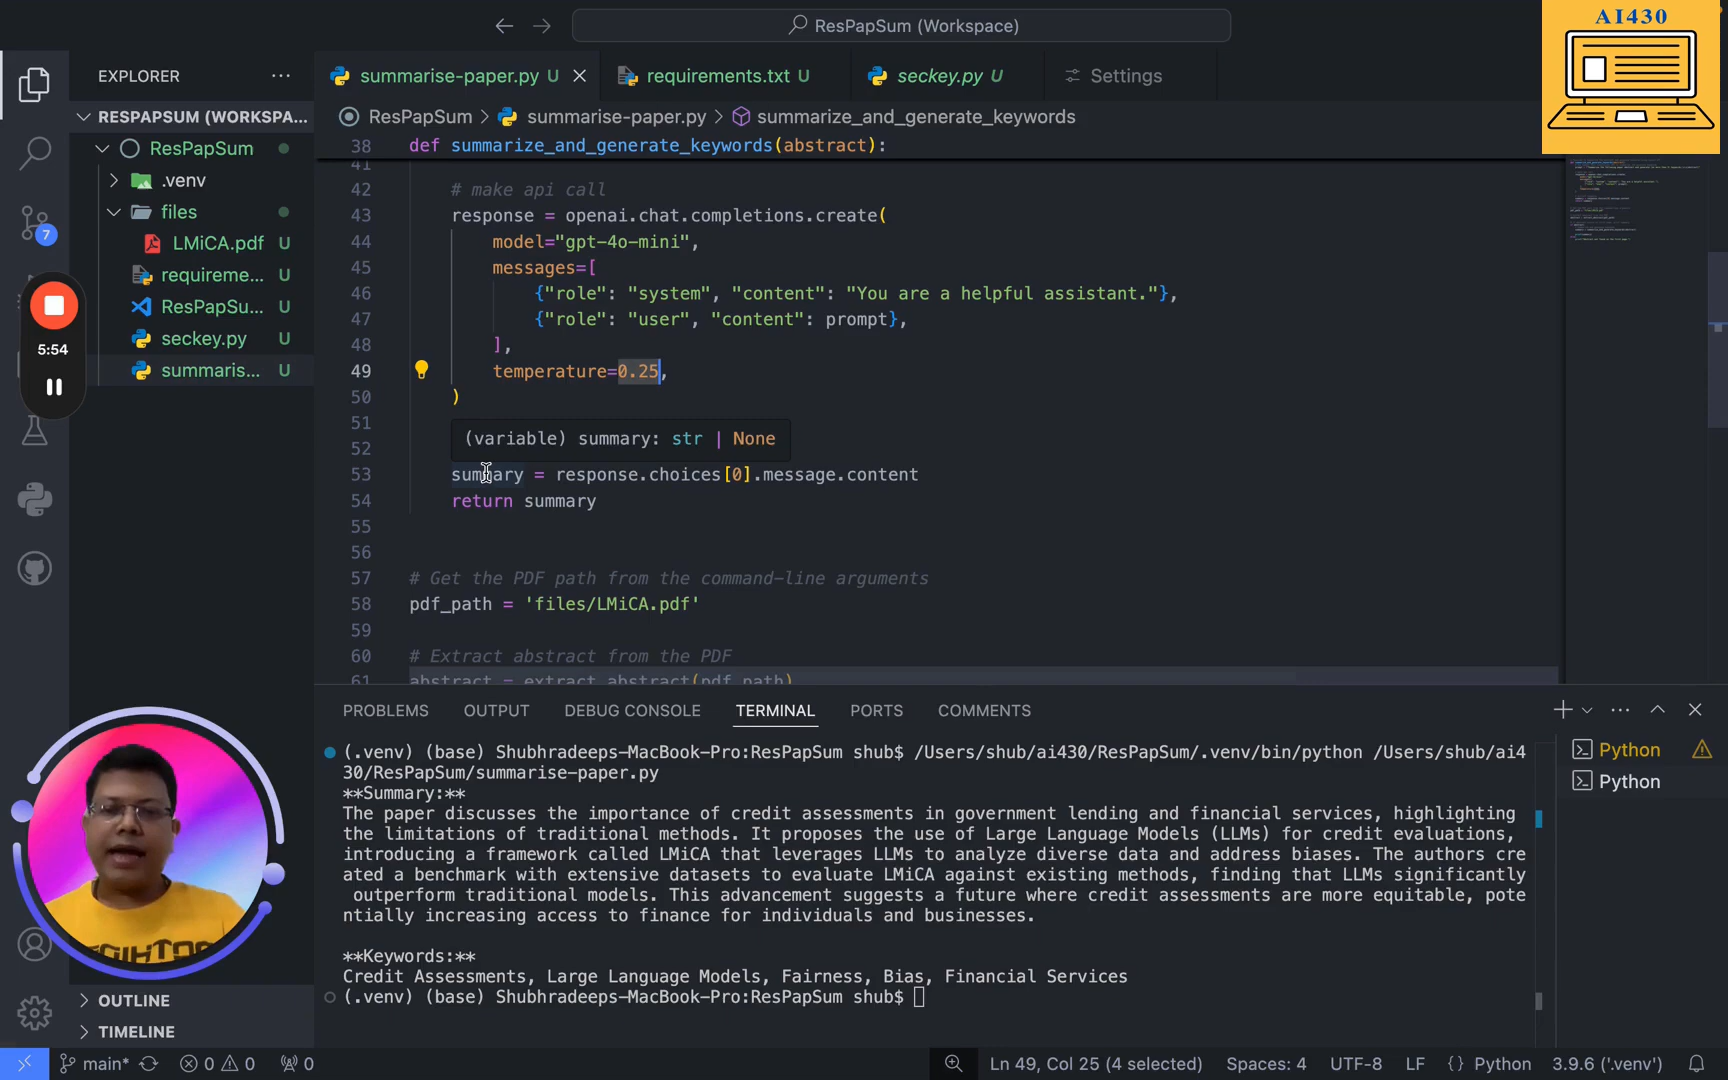 ResPapSum (Workspace)
AI430
EXPLORER
summarise-paper.py U
requirements.txt U
seckey.py U
Settings
RESPAPSUM (WORKSPA...
ResPapSum > summarise-paper.py > summarize_and_generate_keywords
ResPapSum
.venv
files
LMiCA.pdf U
requireme... U
ResPapSu... U
seckey.py U
summaris... U
7
5:54
38 def summarize_and_generate_keywords(abstract):
41
42 # make api call
43 response = openai.chat.completions.create(
44 model="gpt-4o-mini",
45 messages=[
46 {"role": "system", "content": "You are a helpful assistant."},
47 {"role": "user", "content": prompt},
48 ],
49 temperature=0.25,
50 )
51
(variable) summary: str | None
52
53 summary = response.choices[0].message.content
54 return summary
55
56
57 # Get the PDF path from the command-line arguments
58 pdf_path = 'files/LMiCA.pdf'
59
60 # Extract abstract from the PDF
61 abstract = extract_abstract(pdf_path)
PROBLEMS OUTPUT DEBUG CONSOLE TERMINAL PORTS COMMENTS
(.venv) (base) Shubhradeeps-MacBook-Pro:ResPapSum shub$ /Users/shub/ai430/ResPapSum/.venv/bin/python /Users/shub/ai4
30/ResPapSum/summarise-paper.py
**Summary:**
The paper discusses the importance of credit assessments in government lending and financial services, highlighting
the limitations of traditional methods. It proposes the use of Large Language Models (LLMs) for credit evaluations,
introducing a framework called LMiCA that leverages LLMs to analyze diverse data and address biases. The authors cre
ated a benchmark with extensive datasets to evaluate LMiCA against existing methods, finding that LLMs significantly
outperform traditional models. This advancement suggests a future where credit assessments are more equitable, pote
ntially increasing access to finance for individuals and businesses.
**Keywords:**
Credit Assessments, Large Language Models, Fairness, Bias, Financial Services
(.venv) (base) Shubhradeeps-MacBook-Pro:ResPapSum shub$
Python
Python
OUTLINE
TIMELINE
main* 0 0 0
Ln 49, Col 25 (4 selected) Spaces: 4 UTF-8 LF {} Python 3.9.6 ('.venv')